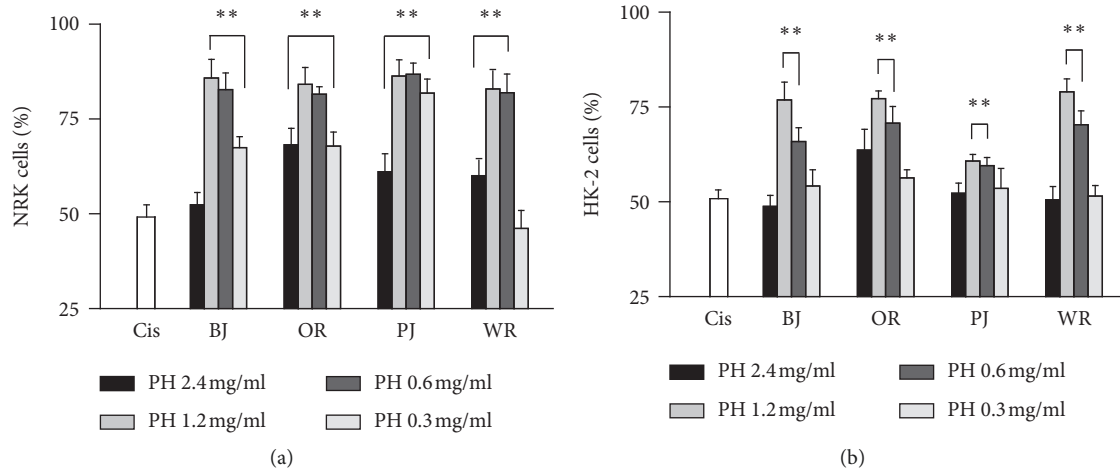 100
75
50
25
NRK cells (%)
**
**
**
**
Cis
BJ
OR
PJ
WR
PH 2.4 mg/ml
PH 0.6 mg/ml
PH 1.2 mg/ml
PH 0.3 mg/ml
(a)
100
75
50
25
HK-2 cells (%)
**
**
**
**
Cis
BJ
OR
PJ
WR
PH 2.4 mg/ml
PH 0.6 mg/ml
PH 1.2 mg/ml
PH 0.3 mg/ml
(b)